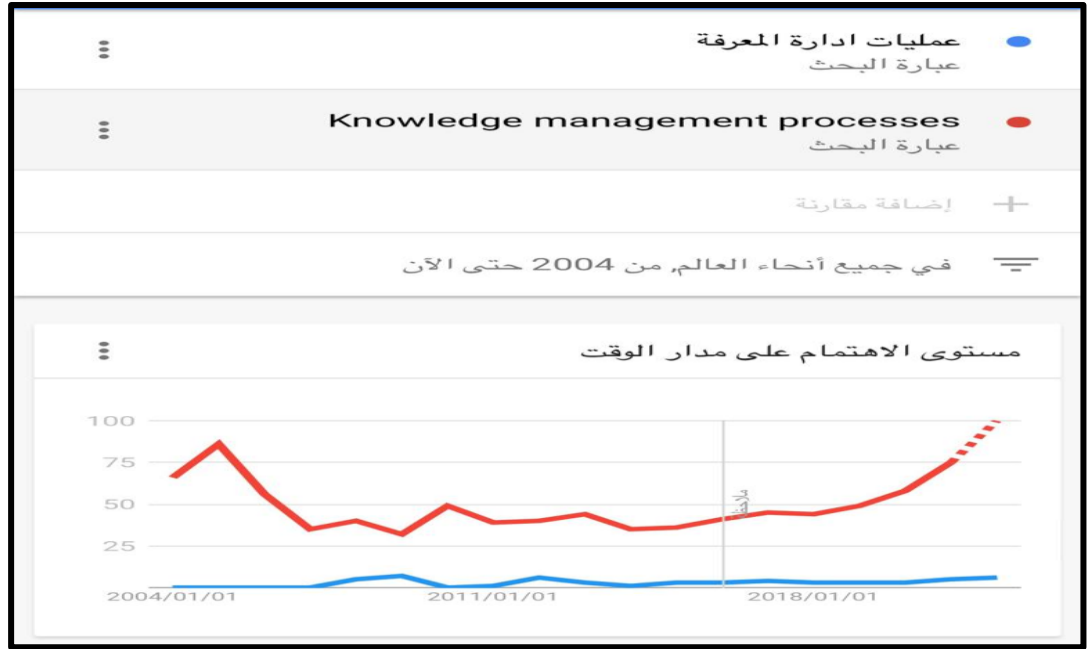 عمليات ادارة المعرفة
عبارة البحث
Knowledge management processes
عبارة البحث
إضافة مقارنة
في جميع أنحاء العالم, من 2004 حتى الآن
مستوى الاهتمام على مدار الوقت
100
75
50
25
ملاحظ
2004/01/01
2011/01/01
2018/01/01